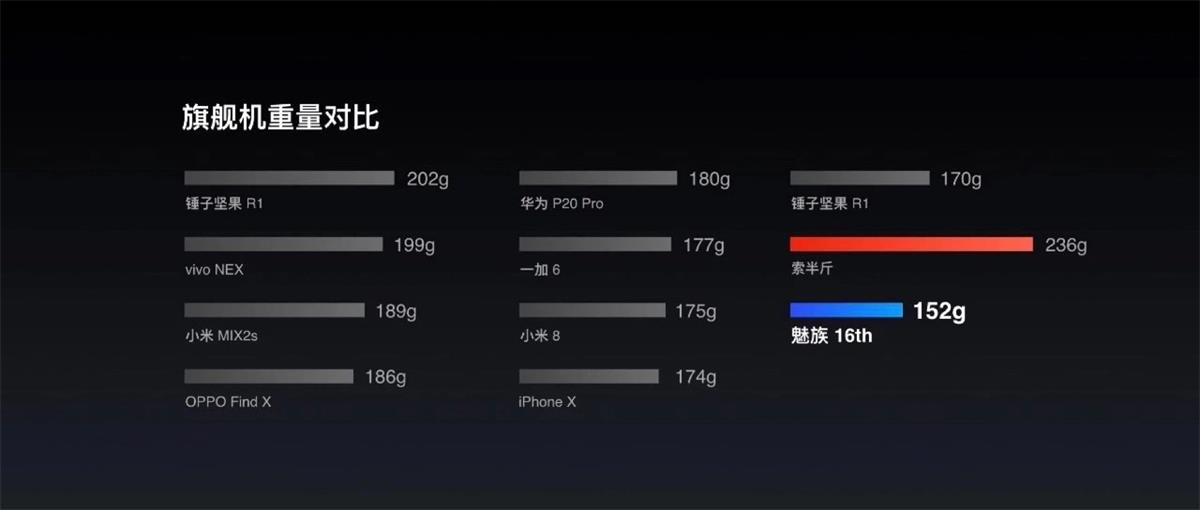 旗舰机重量对比
202g
锤子坚果 R1
199g
vivo NEX
189g
小米 MIX2s
186g
OPPO Find X
180g
华为 P20 Pro
177g
一加 6
175g
小米 8
174g
iPhone X
170g
锤子坚果 R1
236g
索半斤
152g
魅族 16th